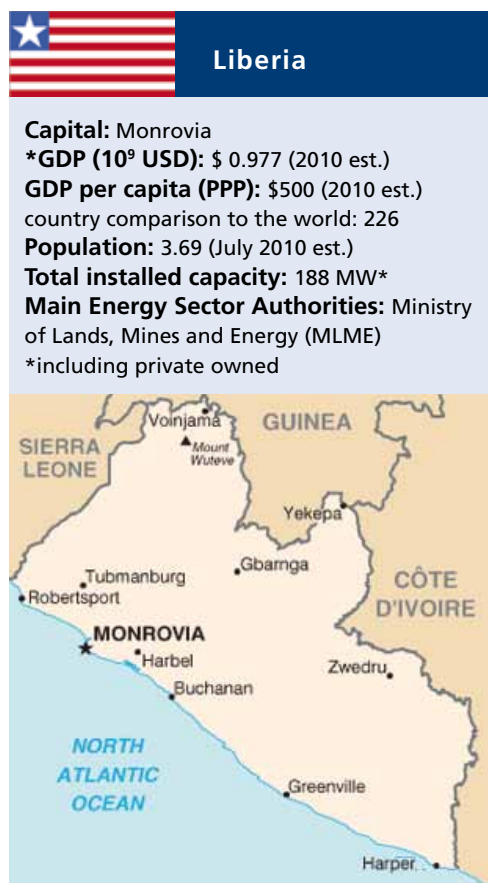 Liberia
Capital: Monrovia
*GDP (10⁹ USD): $ 0.977 (2010 est.)
GDP per capita (PPP): $500 (2010 est.)
country comparison to the world: 226
Population: 3.69 (July 2010 est.)
Total installed capacity: 188 MW*
Main Energy Sector Authorities: Ministry
of Lands, Mines and Energy (MLME)
*including private owned
Voinjama
GUINEA
SIERRA
LEONE
Mount
Wuteve
Yekepa
Gbarnga
Tubmanburg
CÔTE
D'IVOIRE
Robertsport
MONROVIA
Harbel
Zwedru
Buchanan
NORTH
ATLANTIC
OCEAN
Greenville
Harper